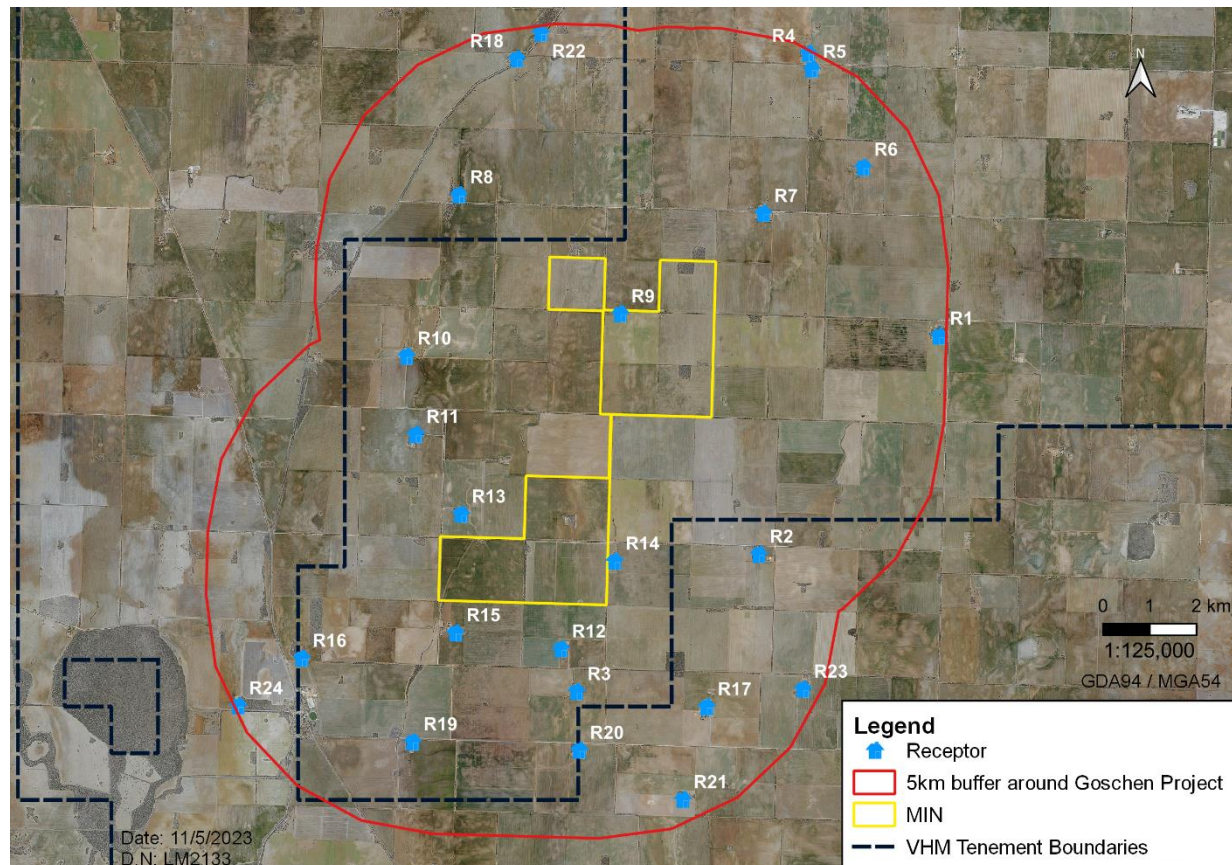 R18
R22
R4
R5
N
R6
R8
R7
R9
R1
R10
R11
R13
R14
R2
R15
R12
0 1 2 km
1:125,000
GDA94 / MGA54
R16
R3
R23
R24
R17
R19
R20
R21
Legend
Receptor
5km buffer around Goschen Project
MIN
VHM Tenement Boundaries
Date: 11/5/2023
D.N: LM2133